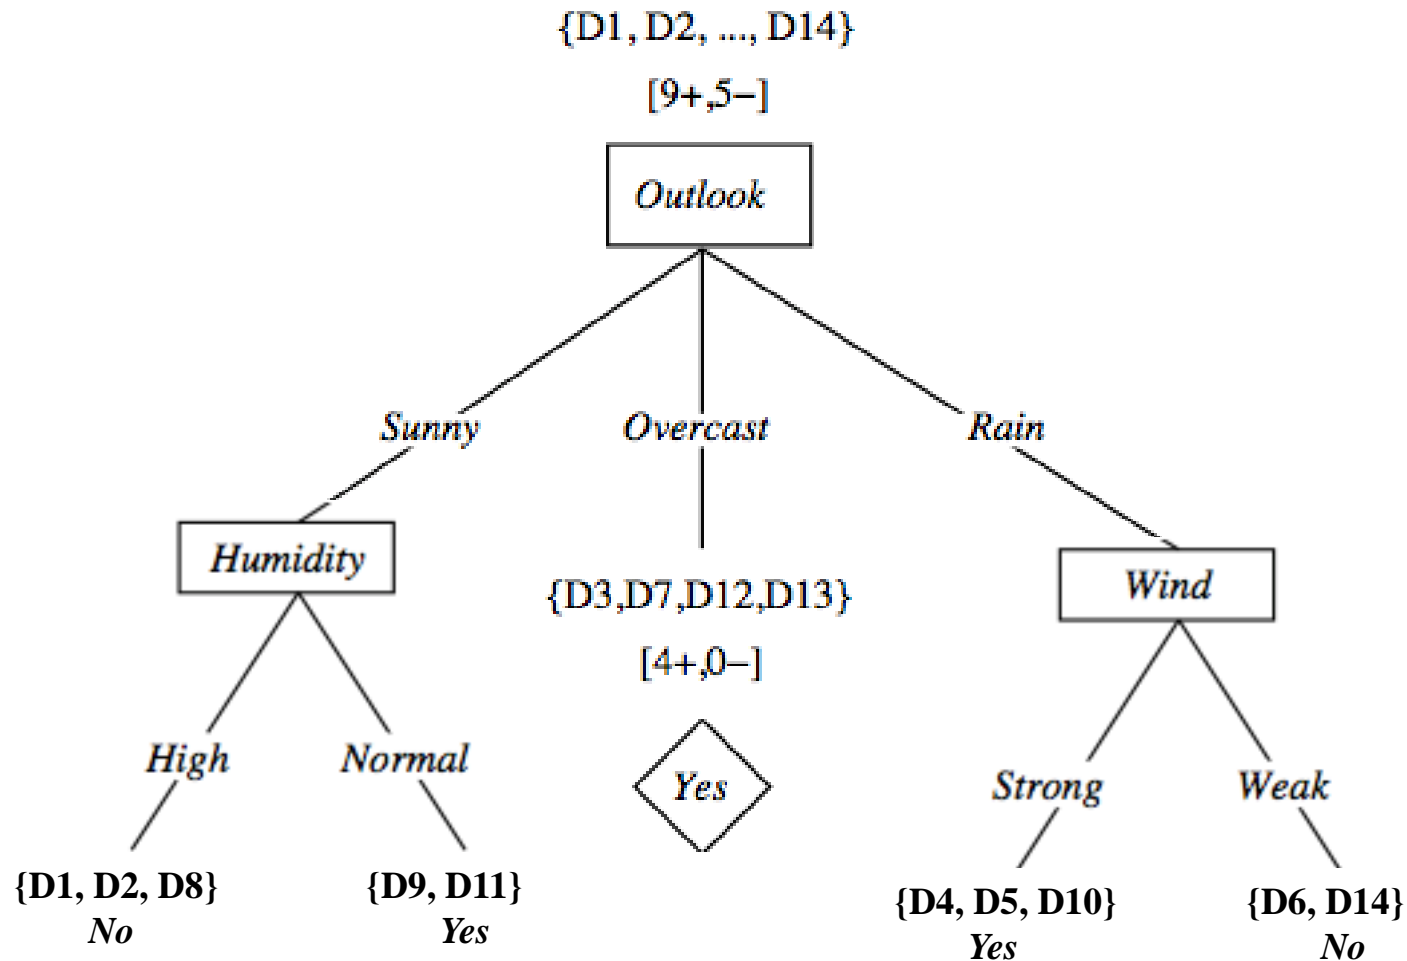 {D1, D2, ..., D14}
[9+,5−]
Outlook
Sunny
Overcast
Rain
Humidity
{D3,D7,D12,D13}
[4+,0−]
Wind
High
Normal
Yes
Strong
Weak
{D1, D2, D8}
No
{D9, D11}
Yes
{D4, D5, D10}
Yes
{D6, D14}
No